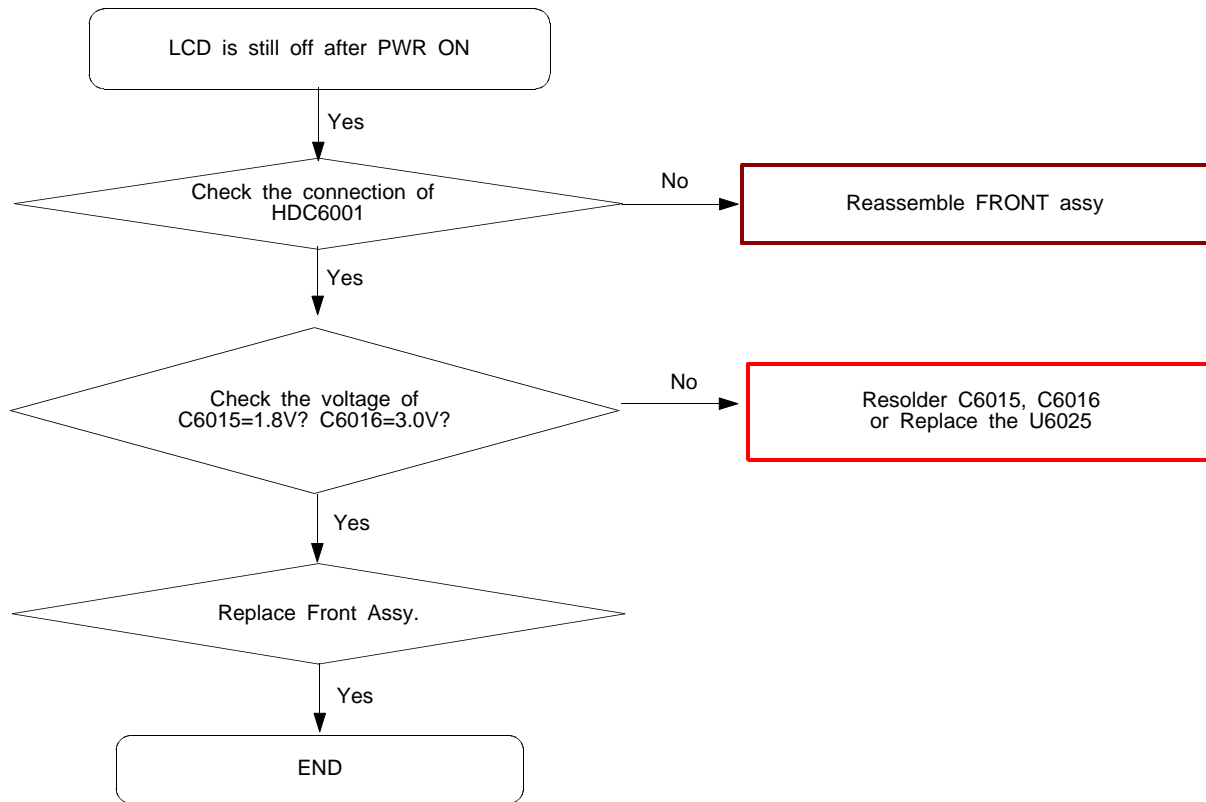 LCD is still off after PWR ON
Yes
Check the connection of
HDC6001
No
Reassemble FRONT assy
Yes
Check the voltage of
C6015=1.8V? C6016=3.0V?
No
Resolder C6015, C6016
or Replace the U6025
Yes
Replace Front Assy.
Yes
END